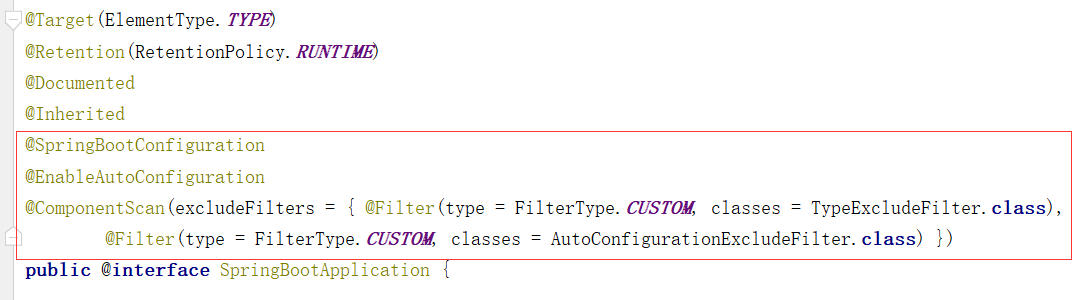 @Target(ElementType.TYPE)
@Retention(RetentionPolicy.RUNTIME)
@Documented
@Inherited
@SpringBootConfiguration
@EnableAutoConfiguration
@ComponentScan(excludeFilters = { @Filter(type = FilterType.CUSTOM, classes = TypeExcludeFilter.class),
@Filter(type = FilterType.CUSTOM, classes = AutoConfigurationExcludeFilter.class) })
public @interface SpringBootApplication {